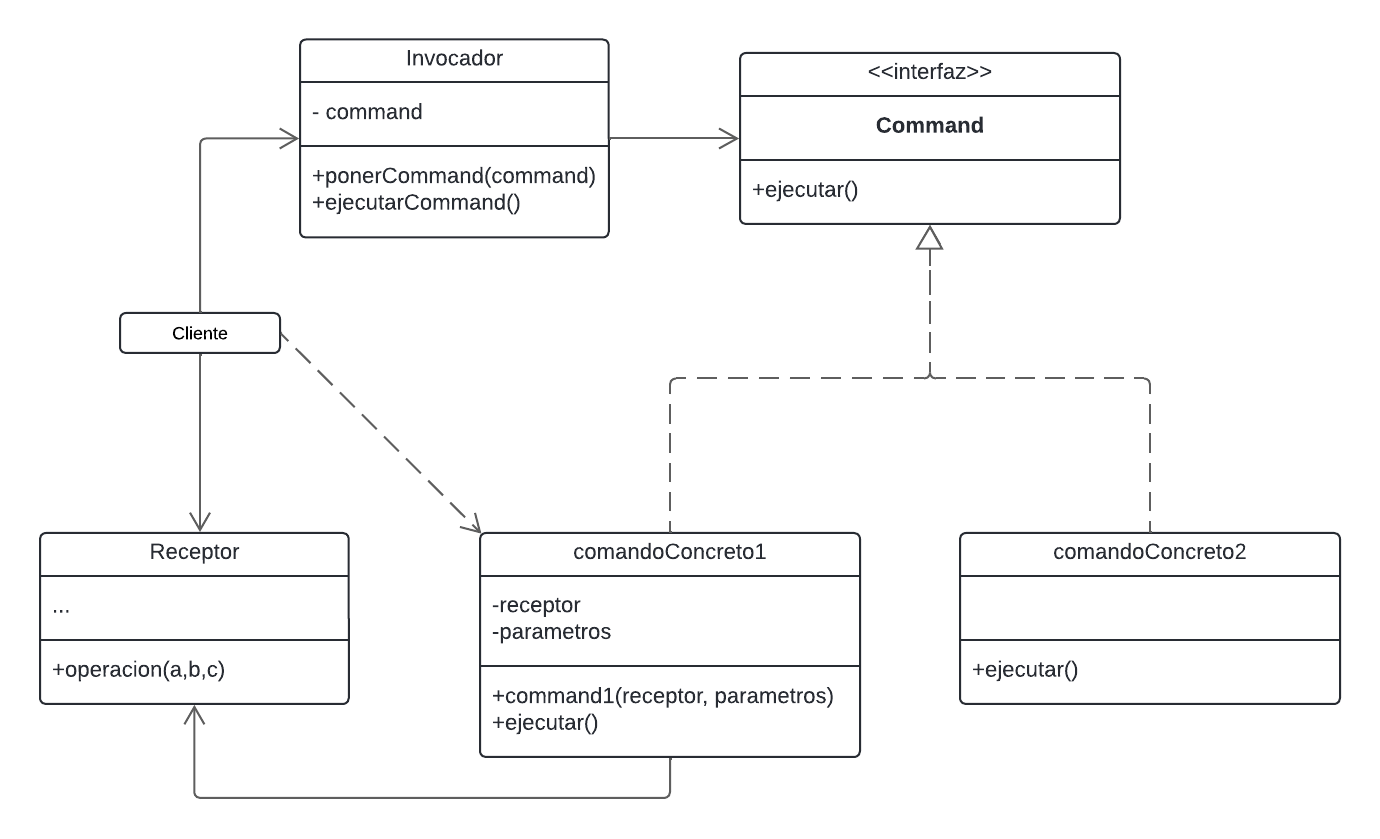 Invocador
- command
+ponerCommand(command)
+ejecutarCommand()
<<interfaz>>
Command
+ejecutar()
Cliente
Receptor
...
+operacion(a,b,c)
comandoConcreto1
-receptor
-parametros
+command1(receptor, parametros)
+ejecutar()
comandoConcreto2
+ejecutar()